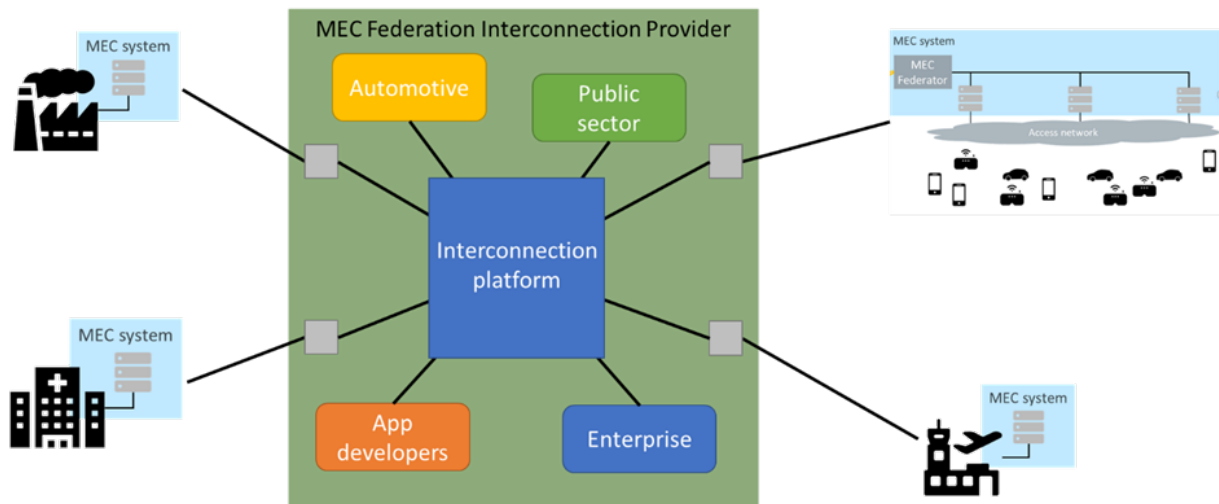 MEC Federation Interconnection Provider
MEC system
Automotive
Public
sector
MEC system
MEC
Federator
Access network
Interconnection
platform
MEC system
App
developers
Enterprise
MEC system